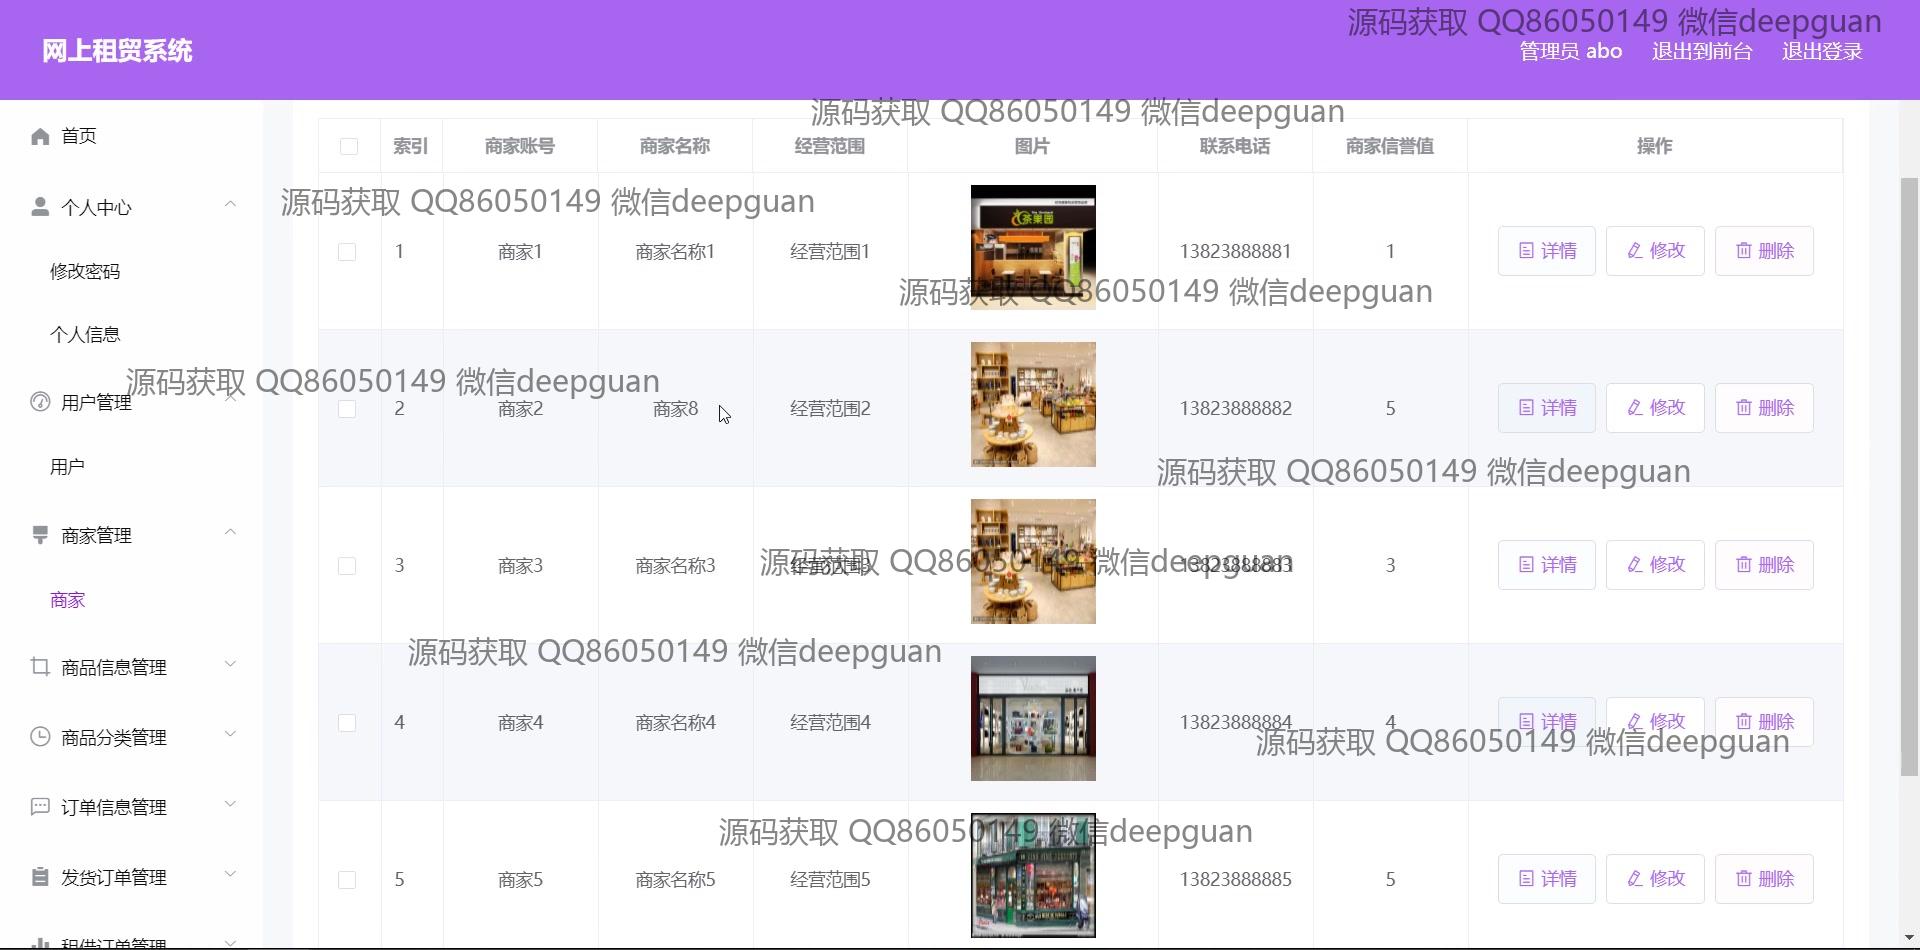 源码获取 QQ86050149 微信deepguan
网上租贸系统
管理员 abo 退出到前台 退出登录
源码获取 QQ86050149 微信deepguan
首页
索引 商家账号 商家名称 经营范围 图片 联系电话 商家信誉值 操作
个人中心
源码获取 QQ86050149 微信deepguan
茶果园
1 商家1 商家名称1 经营范围1 13823888881 1 详情 修改 删除
修改密码
源码获取 QQ86050149 微信deepguan
个人信息
源码获取 QQ86050149 微信deepguan
用户管理
2 商家2 商家8 经营范围2 13823888882 5 详情 修改 删除
用户
源码获取 QQ86050149 微信deepguan
商家管理
源码获取 QQ86050149 微信deepguan
3 商家3 商家名称3 经营范围3 13823888883 3 详情 修改 删除
商家
源码获取 QQ86050149 微信deepguan
商品信息管理
4 商家4 商家名称4 经营范围4 13823888884 4 详情 修改 删除
商品分类管理
源码获取 QQ86050149 微信deepguan
订单信息管理
源码获取 QQ86050149 微信deepguan
发货订单管理
5 商家5 商家名称5 经营范围5 13823888885 5 详情 修改 删除
租借订单管理